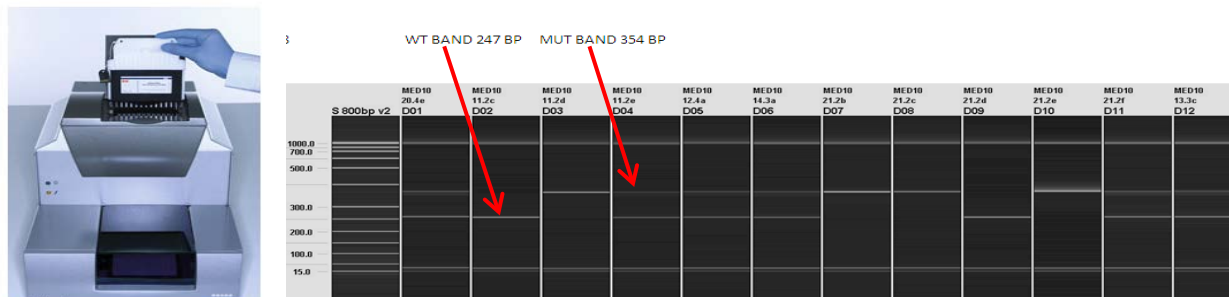 3
WT BAND 247 BP MUT BAND 354 BP
MED10 MED10 MED10 MED10 MED10 MED10 MED10 MED10 MED10 MED10 MED10 MED10
20.4e 11.2c 11.2d 11.2e 12.4a 14.3a 21.2b 21.2c 21.2d 21.2e 21.2f 13.3c
S 800bp v2 D01 D02 D03 D04 D05 D06 D07 D08 D09 D10 D11 D12
1000.0
700.0
500.0
300.0
200.0
100.0
15.0